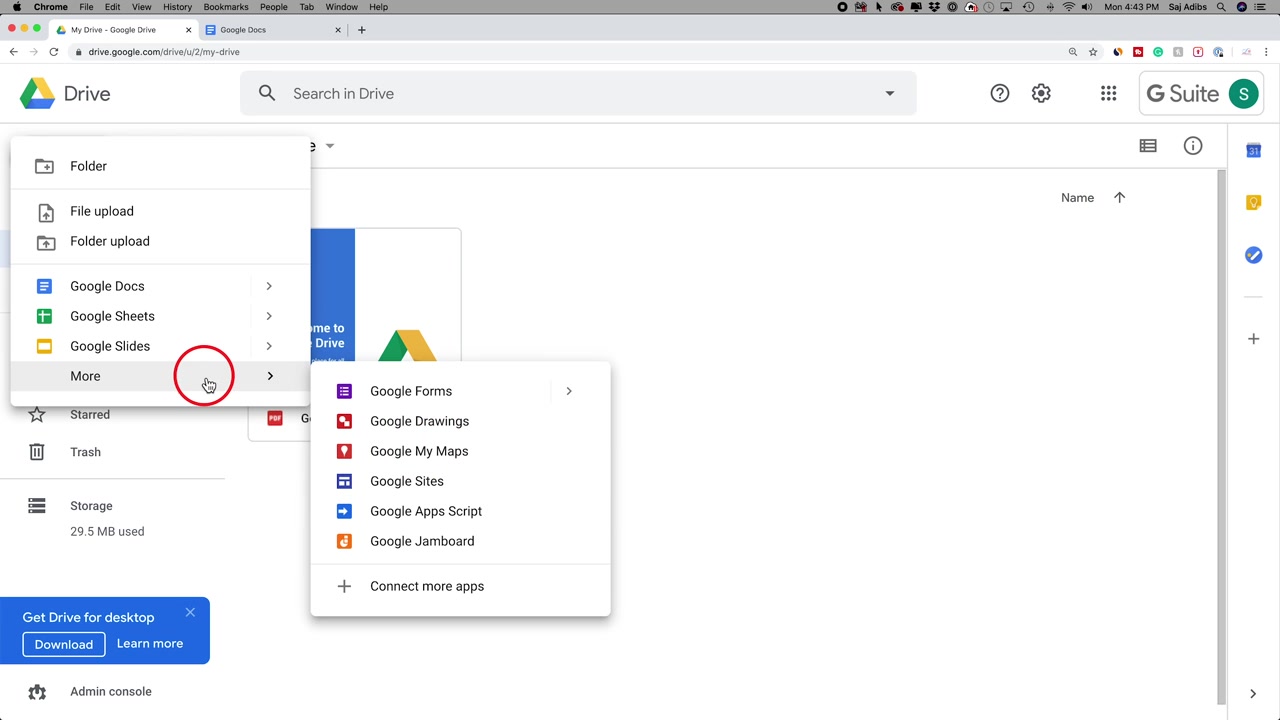 Chrome File Edit View History Bookmarks People Tab Window Help Mon 4:43 PM Saj Adibs
My Drive - Google Drive Google Docs
drive.google.com/drive/u/2/my-drive
Drive Search in Drive G Suite S
Folder
Name
File upload
Folder upload
Google Docs
Google Sheets
Google Slides
More
Starred
Trash
Storage
29.5 MB used
Get Drive for desktop
Download Learn more
Admin console
ome to
Drive
PDF
Google Forms
Google Drawings
Google My Maps
Google Sites
Google Apps Script
Google Jamboard
Connect more apps
31